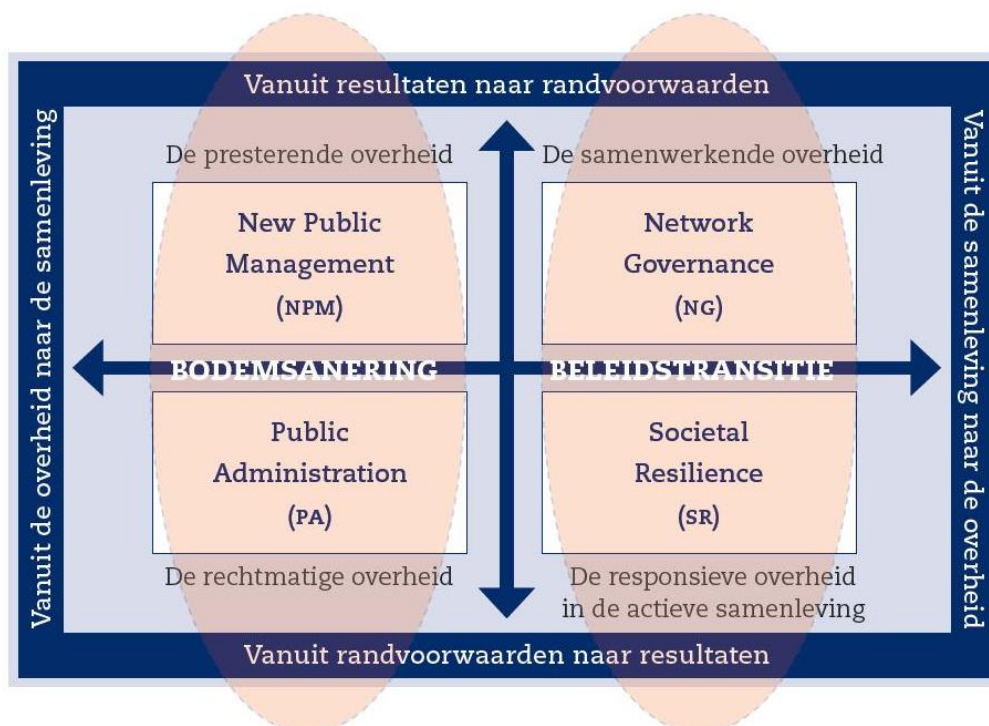 Vanuit resultaten naar randvoorwaarden
Vanuit de overheid naar de samenleving
Vanuit de samenleving naar de overheid
De presterende overheid
De samenwerkende overheid
New Public
Management
(NPM)
Network
Governance
(NG)
BODEMSANERING
BELEIDSTRANSITIE
Public
Administration
(PA)
Societal
Resilience
(SR)
De rechtmatige overheid
De responsieve overheid
in de actieve samenleving
Vanuit randvoorwaarden naar resultaten